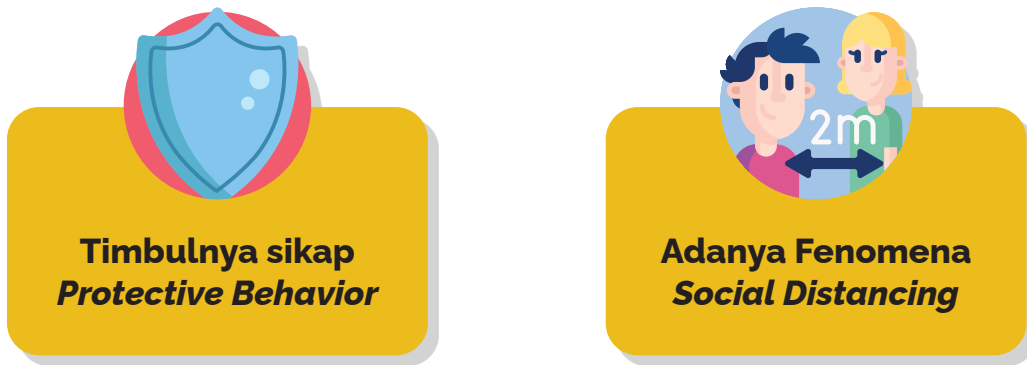 2m
Timbulnya sikap
Protective Behavior
Adanya Fenomena
Social Distancing